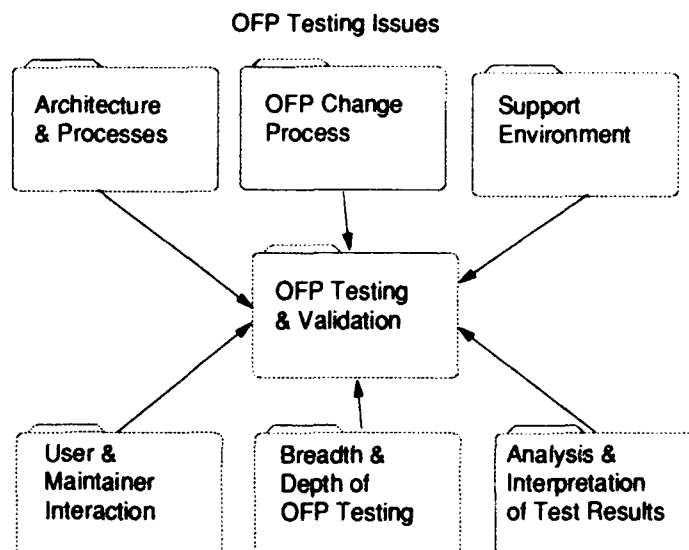 OFP Testing Issues
Architecture
& Processes
OFP Change
Process
Support
Environment
OFP Testing
& Validation
User &
Maintainer
Interaction
Breadth &
Depth of
OFP Testing
Analysis &
Interpretation
of Test Results